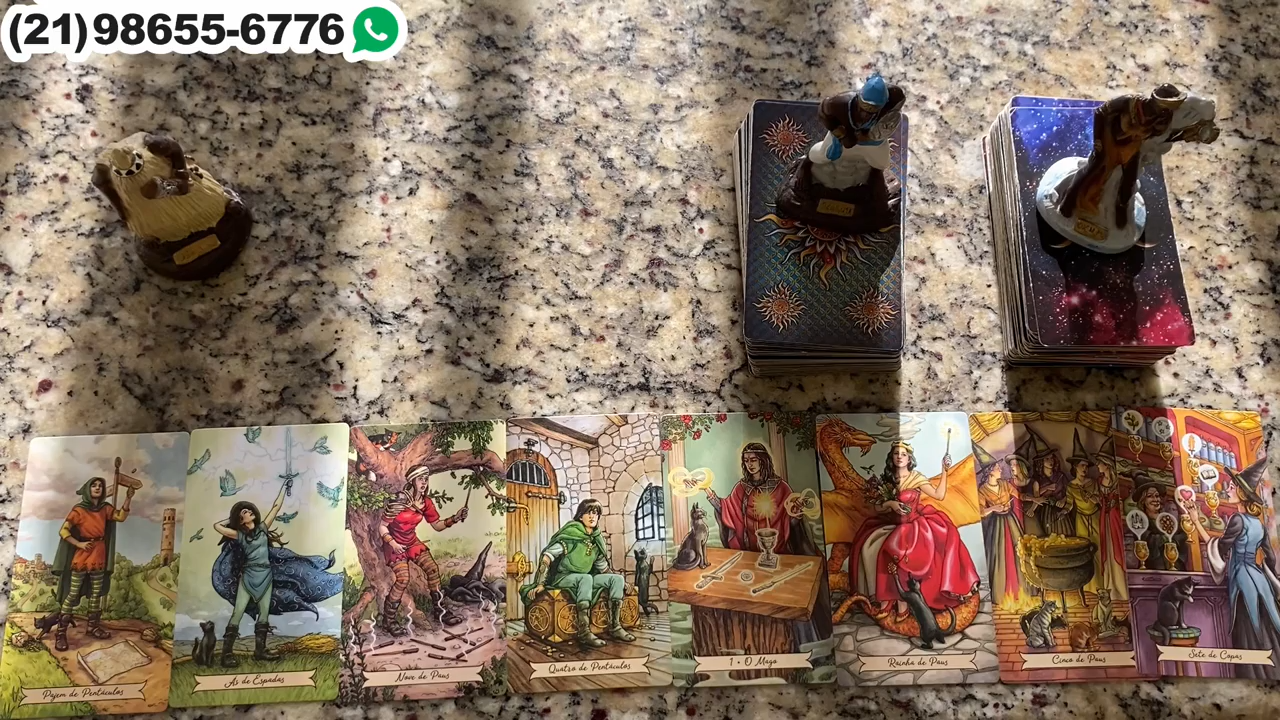 (21)98655-6776
Pajem de Pentáculos
Ás de Espadas
Nove de Paus
Quatro de Pentáculos
1 • O Mago
Rainha de Paus
Cinco de Paus
Sete de Copas